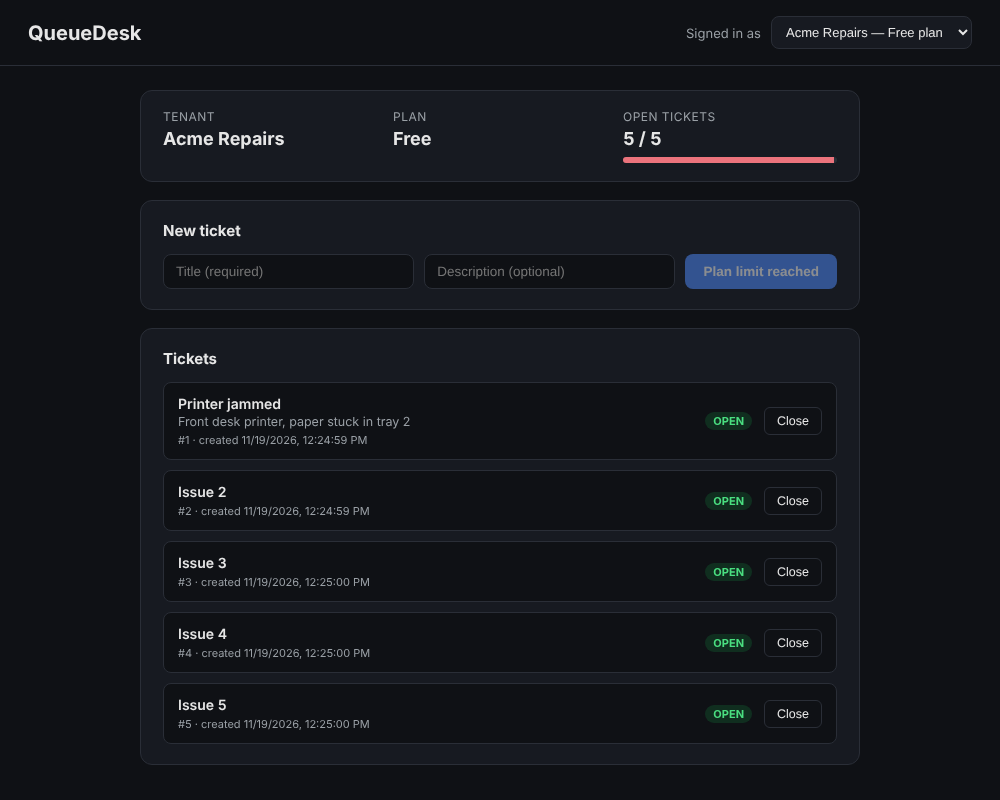 QueueDesk
Signed in as
Acme Repairs — Free plan
TENANT
Acme Repairs
PLAN
Free
OPEN TICKETS
5 / 5
New ticket
Title (required)
Description (optional)
Plan limit reached
Tickets
Printer jammed
Front desk printer, paper stuck in tray 2
#1 · created 11/19/2026, 12:24:59 PM
OPEN
Close
Issue 2
#2 · created 11/19/2026, 12:24:59 PM
OPEN
Close
Issue 3
#3 · created 11/19/2026, 12:25:00 PM
OPEN
Close
Issue 4
#4 · created 11/19/2026, 12:25:00 PM
OPEN
Close
Issue 5
#5 · created 11/19/2026, 12:25:00 PM
OPEN
Close